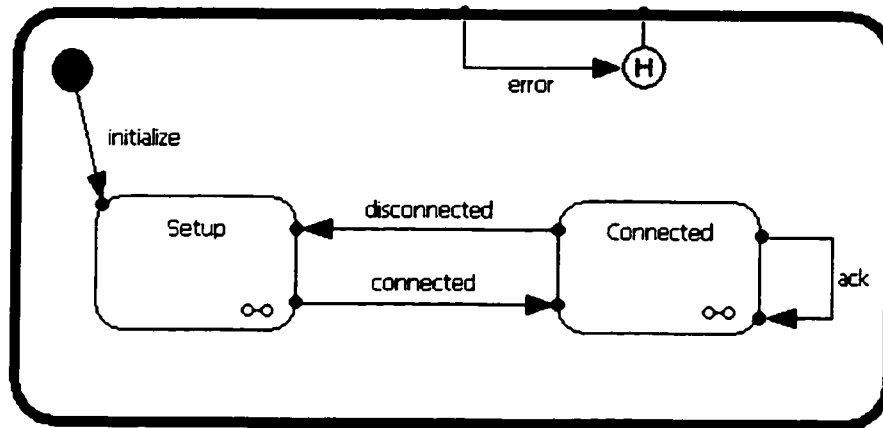 H
error
initialize
disconnected
Setup
Connected
connected
ack